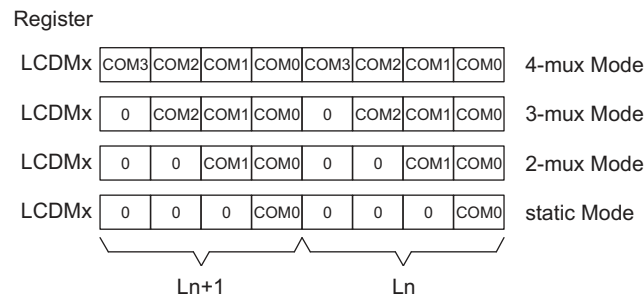 Register
LCDMx COM3 COM2 COM1 COM0 COM3 COM2 COM1 COM0 4-mux Mode
LCDMx 0 COM2 COM1 COM0 0 COM2 COM1 COM0 3-mux Mode
LCDMx 0 0 COM1 COM0 0 0 COM1 COM0 2-mux Mode
LCDMx 0 0 0 COM0 0 0 0 COM0 static Mode
Ln+1 Ln